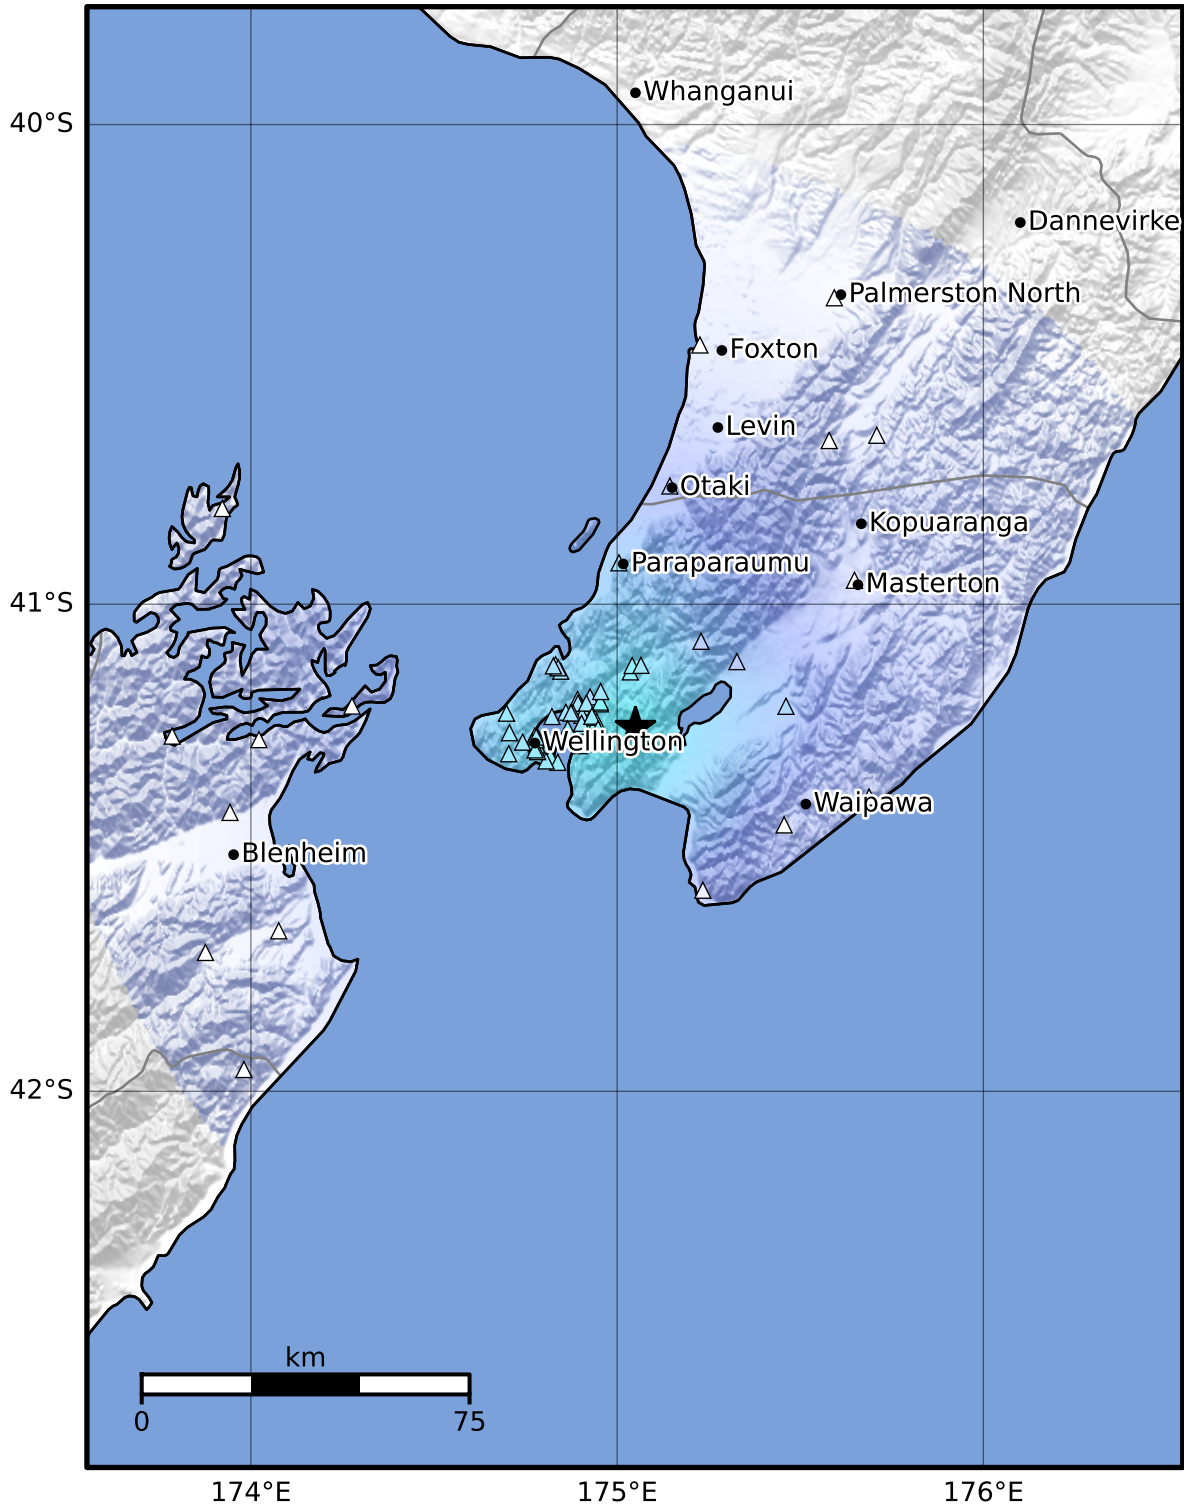 Whanganui
40°S
Dannevirke
Palmerston North
Foxton
Levin
Otaki
Kopuaranga
Paraparaumu
Masterton
41°S
Wellington
Waipawa
Blenheim
42°S
km
0 75
174°E 175°E 176°E